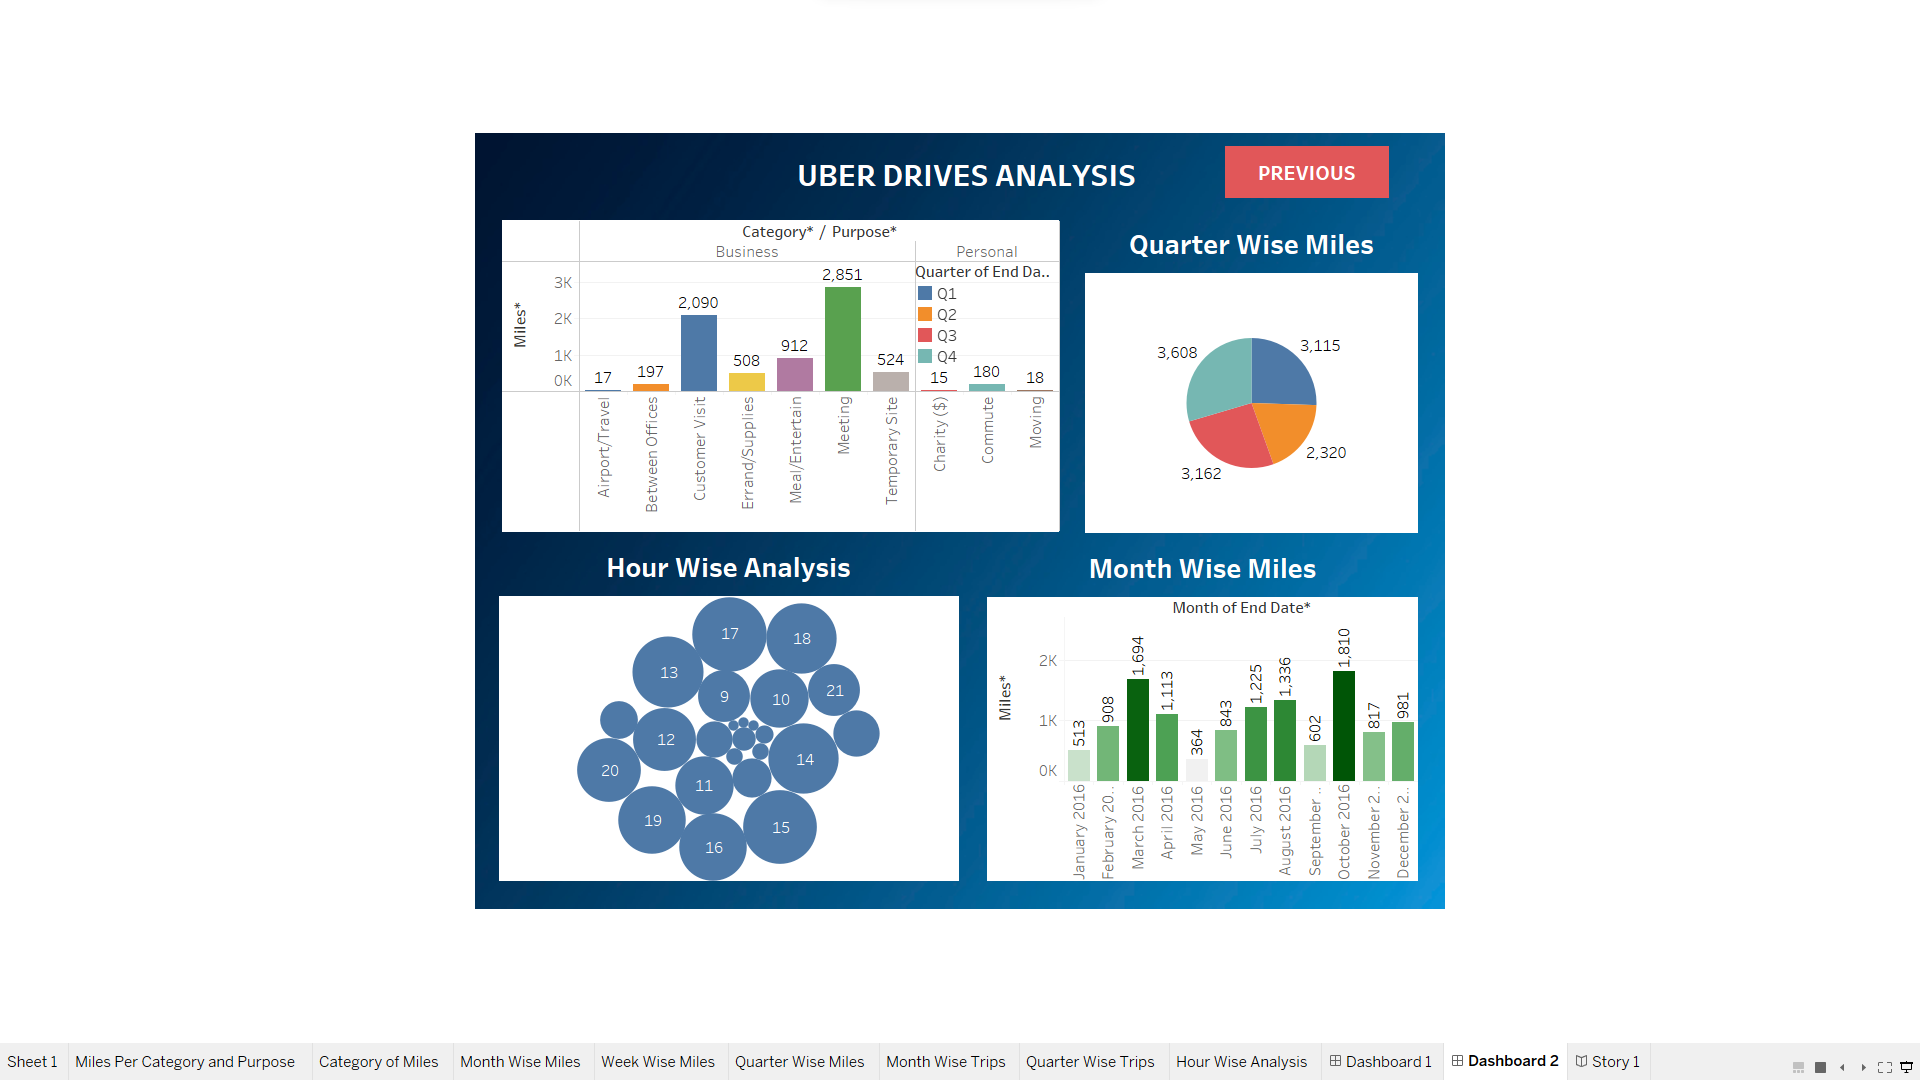 UBER DRIVES ANALYSIS
PREVIOUS
Category* / Purpose*
Business
Personal
Miles*
3K
2K
1K
0K
17
197
2,090
508
912
2,851
524
15
180
18
Airport/Travel
Between Offices
Customer Visit
Errand/Supplies
Meal/Entertain
Meeting
Temporary Site
Charity ($)
Commute
Moving
Quarter of End Da..
Q1
Q2
Q3
Q4
Quarter Wise Miles
3,608
3,115
2,320
3,162
Hour Wise Analysis
17
18
13
9
10
21
12
14
20
11
19
15
16
Month Wise Miles
Month of End Date*
Miles*
2K
1K
0K
513
908
1,694
1,113
364
843
1,225
1,336
602
1,810
817
981
January 2016
February 20..
March 2016
April 2016
May 2016
June 2016
July 2016
August 2016
September ..
October 2016
November 2..
December 2..
Sheet 1
Miles Per Category and Purpose
Category of Miles
Month Wise Miles
Week Wise Miles
Quarter Wise Miles
Month Wise Trips
Quarter Wise Trips
Hour Wise Analysis
Dashboard 1
Dashboard 2
Story 1